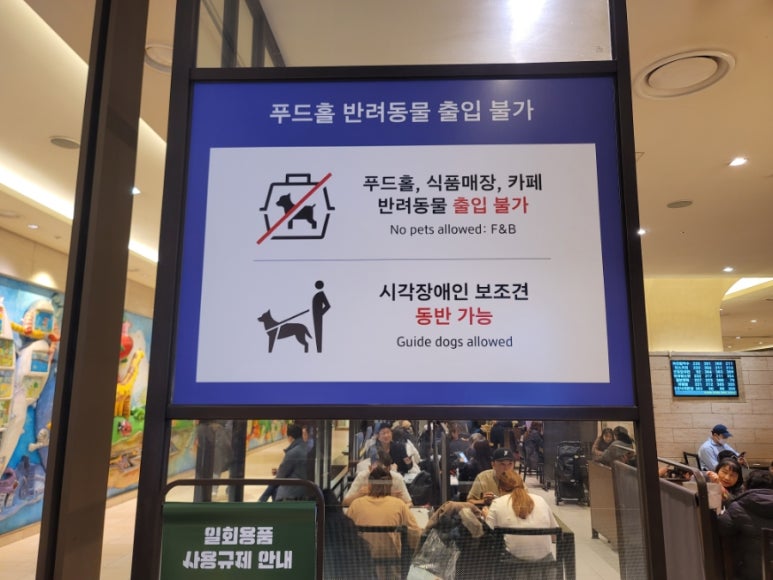 푸드홀 반려동물 출입 불가
푸드홀, 식품매장, 카페
반려동물 출입 불가
No pets allowed: F&B
시각장애인 보조견
동반 가능
Guide dogs allowed
일회용품
사용규제 안내